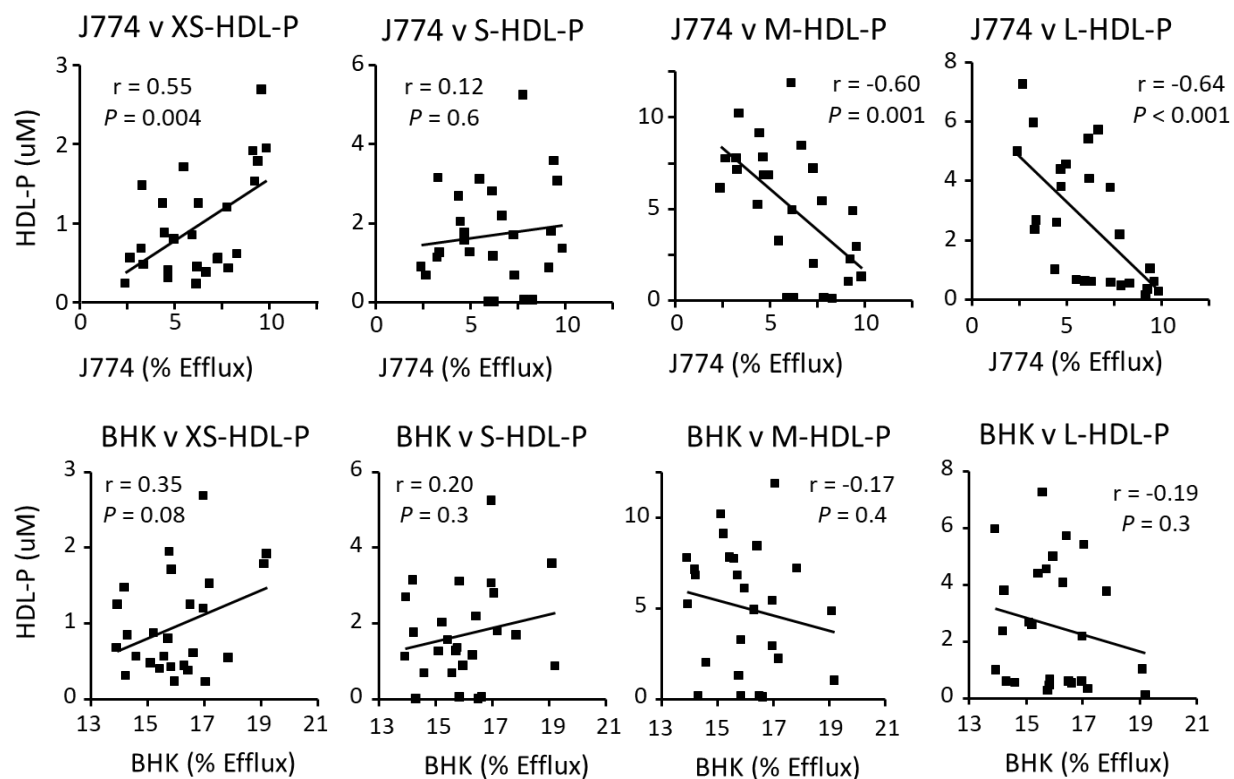 J774 v XS-HDL-P
J774 v S-HDL-P
J774 v M-HDL-P
J774 v L-HDL-P
HDL-P (uM)
3
2
1
0
0
5
10
r = 0.55
P = 0.004
J774 (% Efflux)
6
4
2
0
0
5
10
r = 0.12
P = 0.6
J774 (% Efflux)
10
5
0
0
5
10
r = -0.60
P = 0.001
J774 (% Efflux)
8
6
4
2
0
0
5
10
r = -0.64
P < 0.001
J774 (% Efflux)
BHK v XS-HDL-P
BHK v S-HDL-P
BHK v M-HDL-P
BHK v L-HDL-P
HDL-P (uM)
3
2
1
0
13
15
17
19
21
r = 0.35
P = 0.08
BHK (% Efflux)
6
4
2
0
13
15
17
19
21
r = 0.20
P = 0.3
BHK (% Efflux)
10
5
0
13
15
17
19
21
r = -0.17
P = 0.4
BHK (% Efflux)
8
6
4
2
0
13
15
17
19
21
r = -0.19
P = 0.3
BHK (% Efflux)